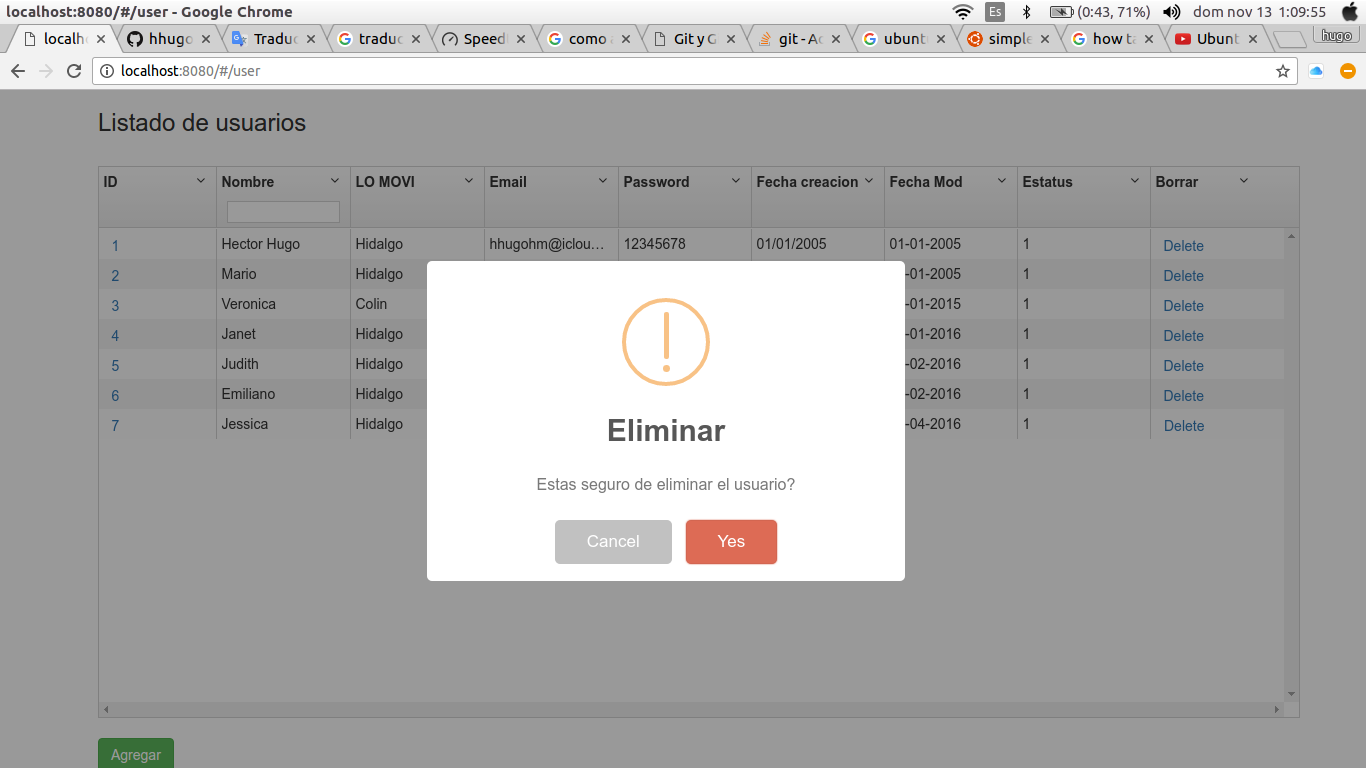 localhost:8080/#/user - Google Chrome Es (0:43, 71%) dom nov 13 1:09:55
localh hhugo Traduc traduc Speed como Git y G git - Ac ubunt simple how ta Ubunt hugo
localhost:8080/#/user
Listado de usuarios
ID Nombre LO MOVI Email Password Fecha creacion Fecha Mod Estatus Borrar
1 Hector Hugo Hidalgo hhugohm@iclou… 12345678 01/01/2005 01-01-2005 1 Delete
2 Mario Hidalgo -01-2005 1 Delete
3 Veronica Colin -01-2015 1 Delete
4 Janet Hidalgo -01-2016 1 Delete
5 Judith Hidalgo -02-2016 1 Delete
6 Emiliano Hidalgo -02-2016 1 Delete
7 Jessica Hidalgo -04-2016 1 Delete
Eliminar
Estas seguro de eliminar el usuario?
Cancel Yes
Agregar